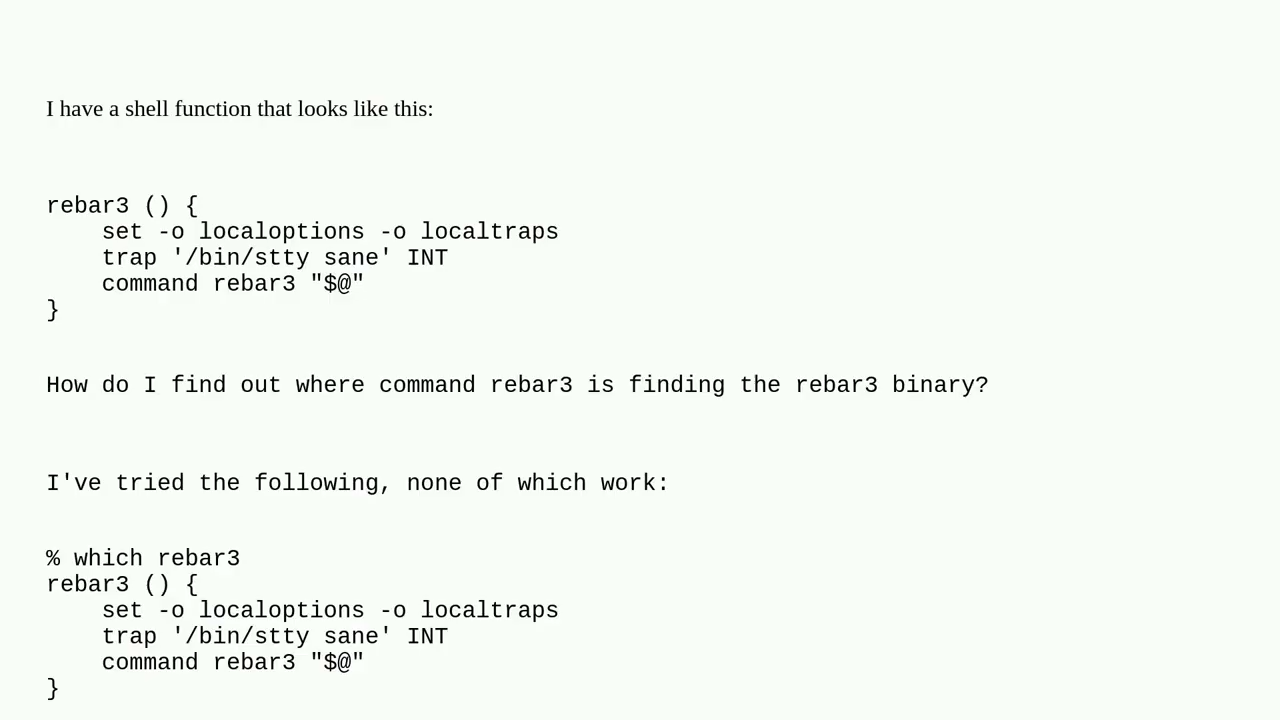 I have a shell function that looks like this:
rebar3 () {
    set -o localoptions -o localtraps
    trap '/bin/stty sane' INT
    command rebar3 "$@"
}
How do I find out where command rebar3 is finding the rebar3 binary?
I've tried the following, none of which work:
% which rebar3
rebar3 () {
    set -o localoptions -o localtraps
    trap '/bin/stty sane' INT
    command rebar3 "$@"
}